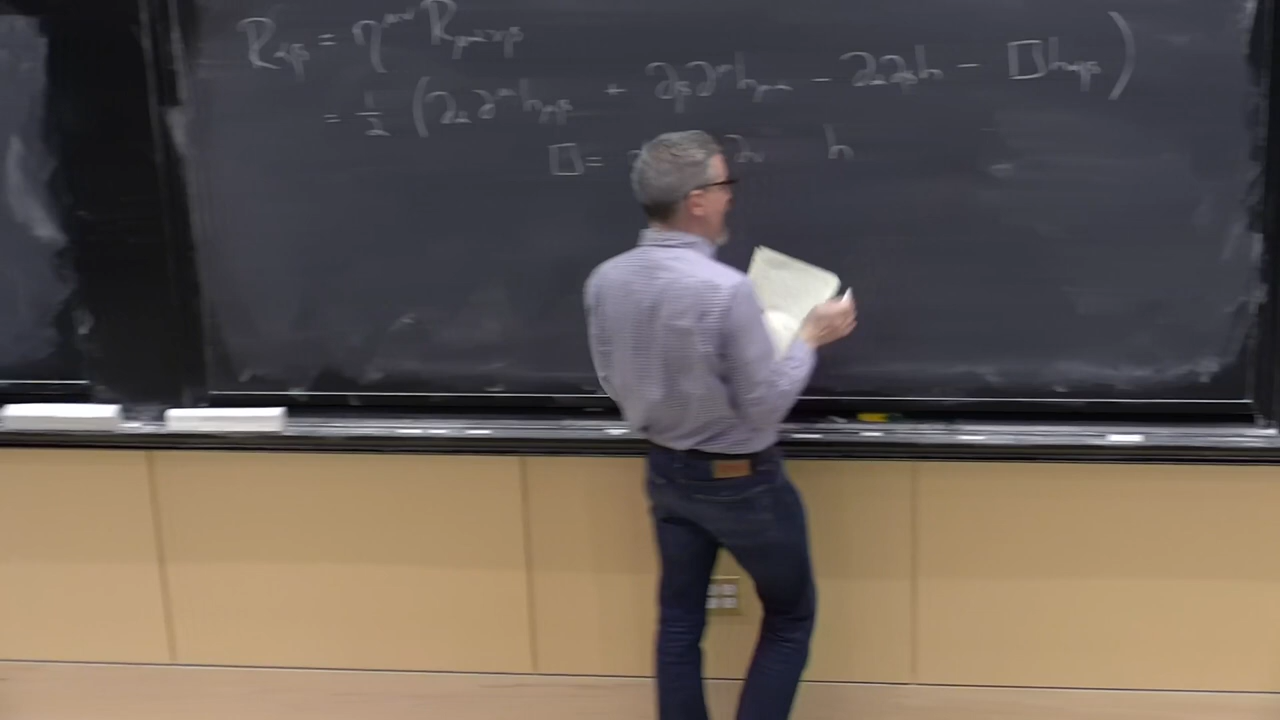 R_{αβ} = η^{μν} R_{μανβ}
= 1/2 (∂_α ∂^μ h_{μβ} + ∂_β ∂^μ h_{μα} - ∂_α ∂_β h - □h_{αβ})
□ = h